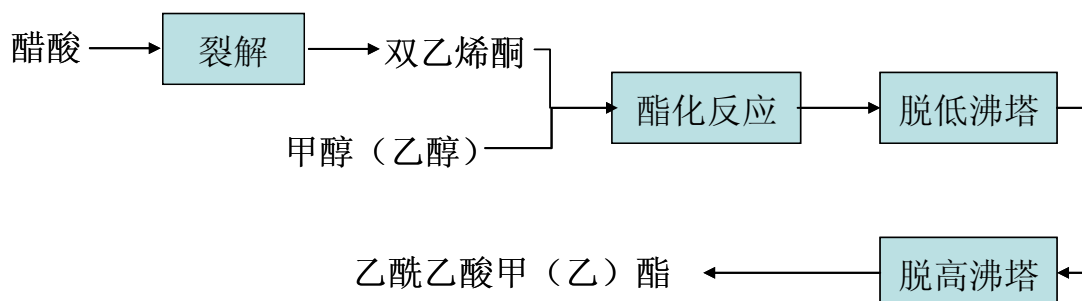 醋酸
裂解
双乙烯酮
甲醇（乙醇）
酯化反应
脱低沸塔
脱高沸塔
乙酰乙酸甲（乙）酯